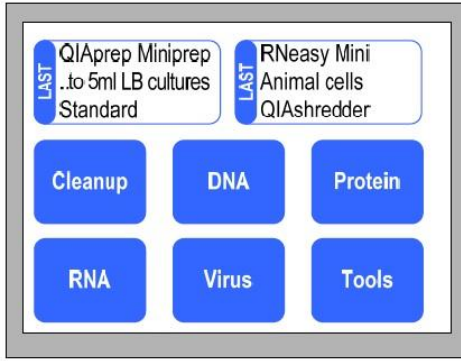 LAST
QIAprep Miniprep
..to 5ml LB cultures
Standard
LAST
RNeasy Mini
Animal cells
QIAshredder
Cleanup
DNA
Protein
RNA
Virus
Tools